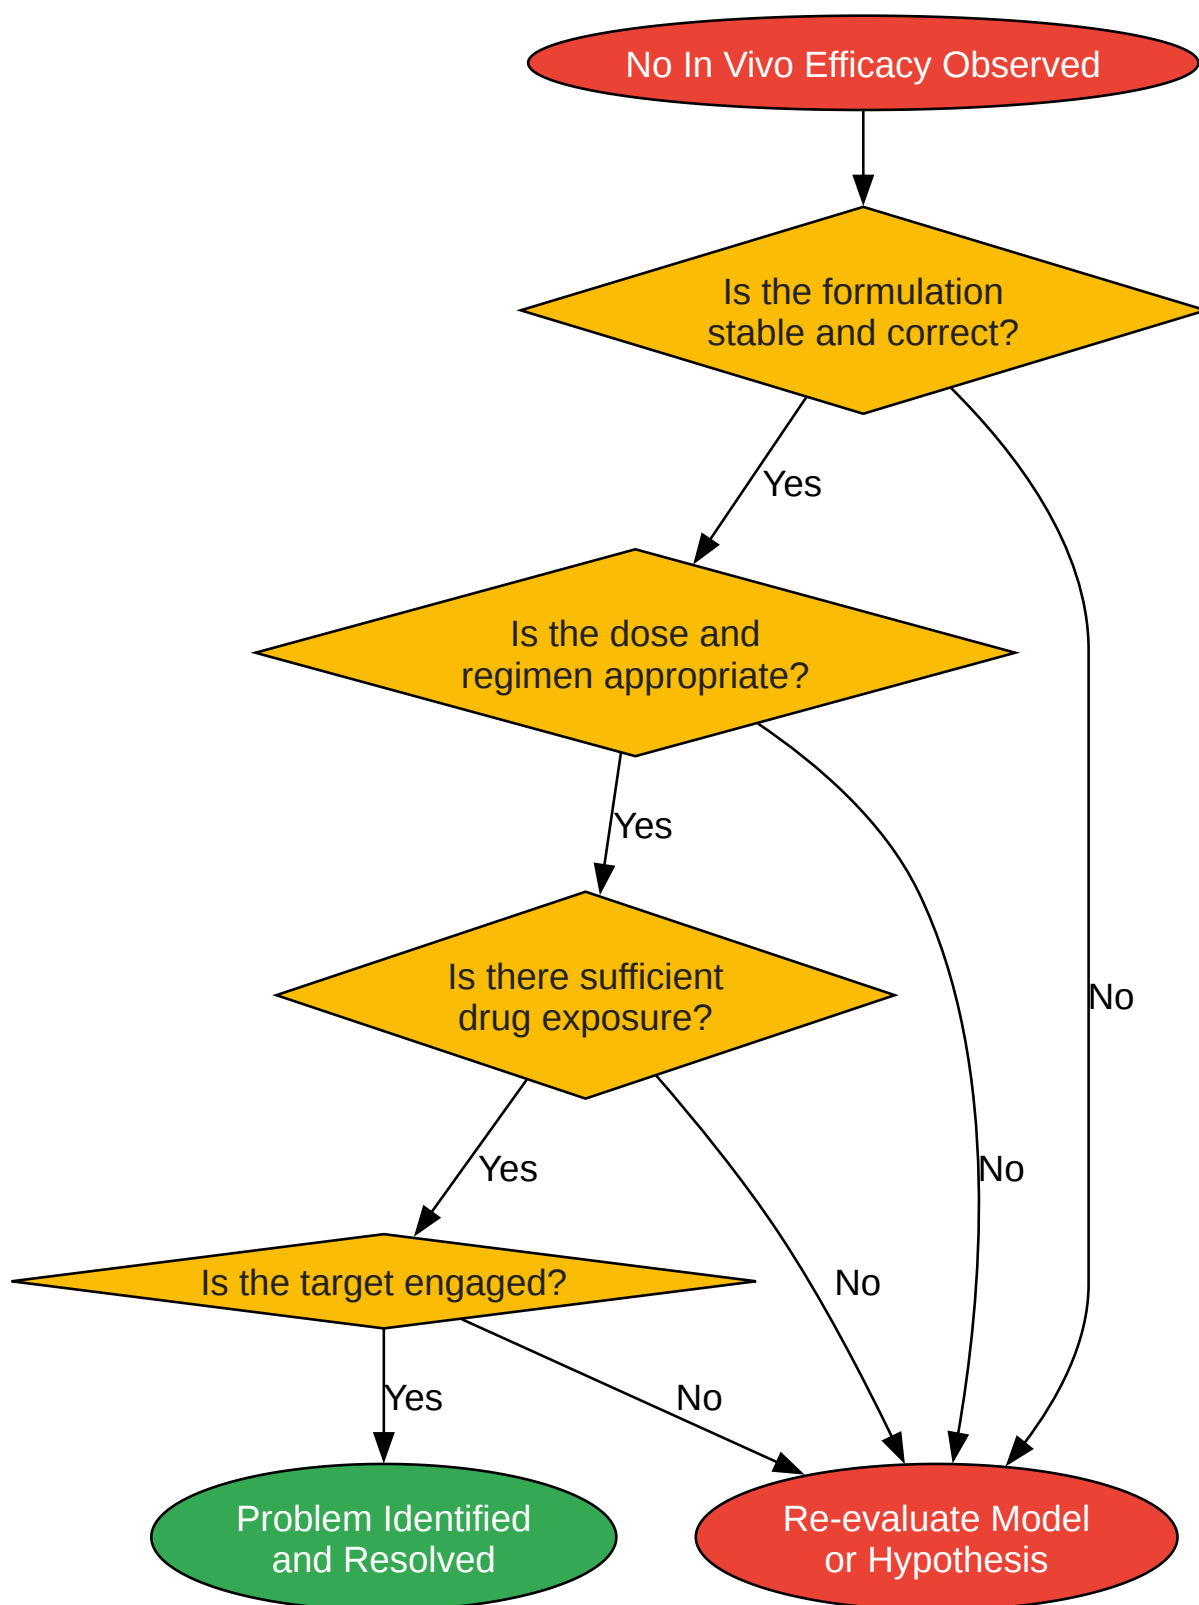 No In Vivo Efficacy Observed
Is the formulation
stable and correct?
Yes
Is the dose and
regimen appropriate?
Yes
Is there sufficient
drug exposure?
No
Yes
No
Is the target engaged?
No
Yes
No
Problem Identified
and Resolved
Re-evaluate Model
or Hypothesis